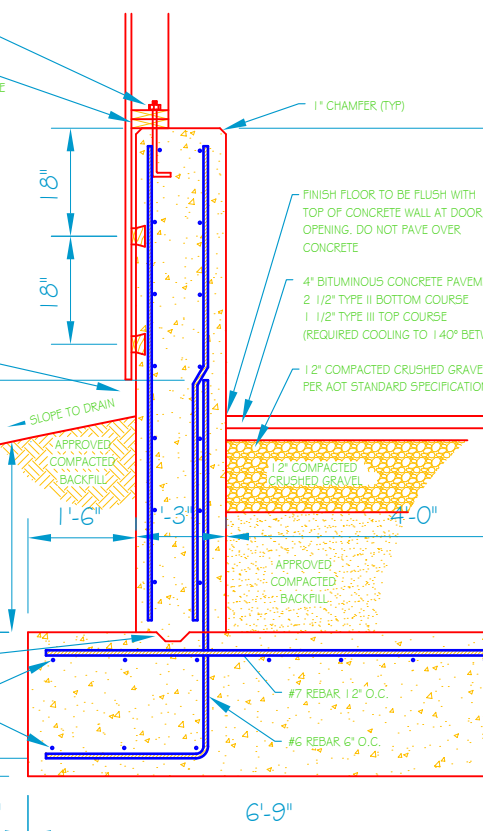 1" CHAMFER (TYP)
18"
FINISH FLOOR TO BE FLUSH WITH
TOP OF CONCRETE WALL AT DOOR
OPENING. DO NOT PAVE OVER
CONCRETE
18"
4" BITUMINOUS CONCRETE PAVEM
2 1/2" TYPE II BOTTOM COURSE
1 1/2" TYPE III TOP COURSE
(REQUIRED COOLING TO 140° BETW
12" COMPACTED CRUSHED GRAVE
PER AOT STANDARD SPECIFICATION
SLOPE TO DRAIN
APPROVED
COMPACTED
BACKFILL
12" COMPACTED
CRUSHED GRAVEL
1'-6"
'-3"
4'-0"
APPROVED
COMPACTED
BACKFILL
#7 REBAR 12" O.C.
#6 REBAR 6" O.C.
6'-9"